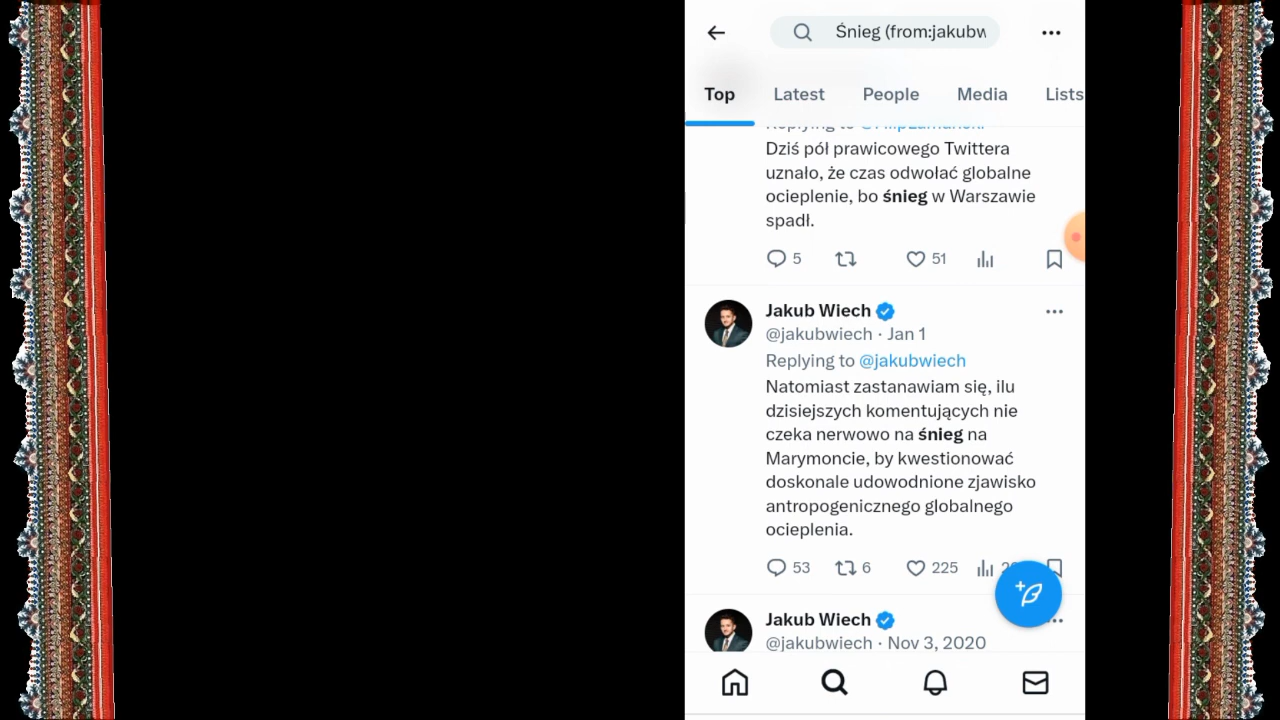 Śnieg (from:jakubw
Top
Latest
People
Media
Lists
Replying to
Dziś pół prawicowego Twittera
uznało, że czas odwołać globalne
ocieplenie, bo śnieg w Warszawie
spadł.
5
51
Jakub Wiech
@jakubwiech · Jan 1
Replying to @jakubwiech
Natomiast zastanawiam się, ilu
dzisiejszych komentujących nie
czeka nerwowo na śnieg na
Marymoncie, by kwestionować
doskonale udowodnione zjawisko
antropogenicznego globalnego
ocieplenia.
53
6
225
Jakub Wiech
@jakubwiech · Nov 3, 2020